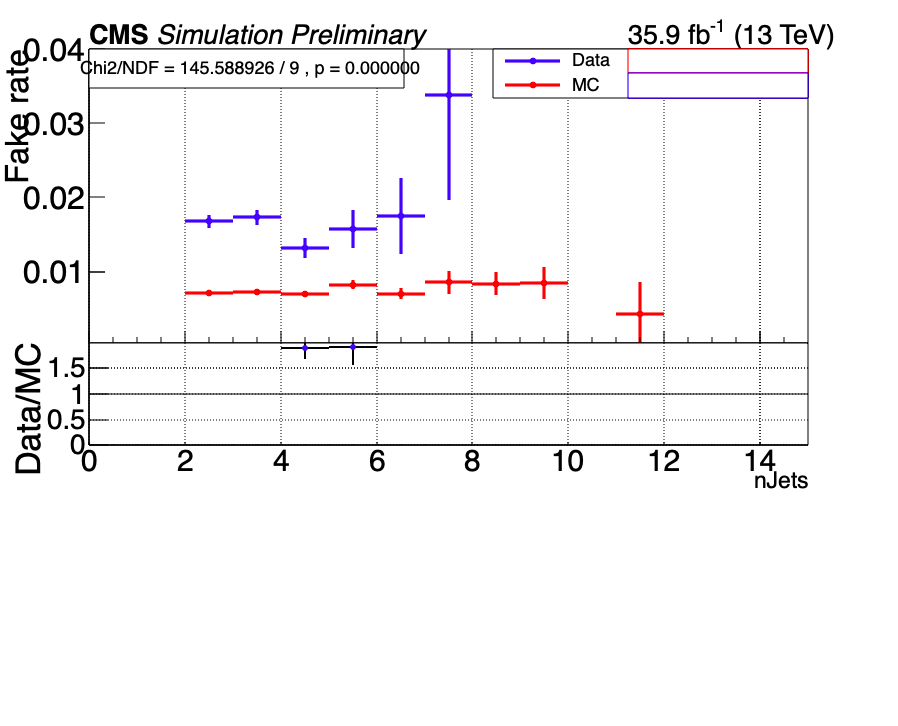 CMS Simulation Preliminary
35.9 fb⁻¹ (13 TeV)
Chi2/NDF = 145.588926 / 9 , p = 0.000000
Data
MC
Fake rate
0.04
0.03
0.02
0.01
Data/MC
1.5
1
0.5
0
0 2 4 6 8 10 12 14
nJets